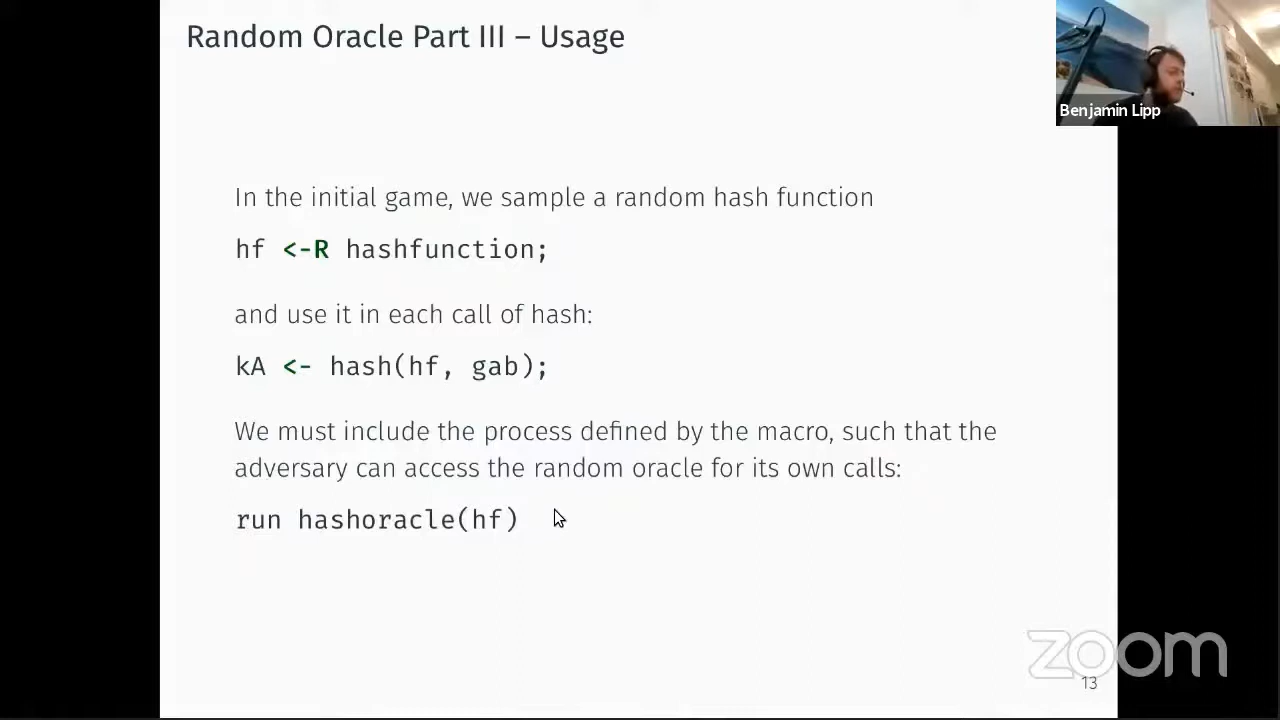 Random Oracle Part III – Usage
Benjamin Lipp
In the initial game, we sample a random hash function
hf <-R hashfunction;
and use it in each call of hash:
kA <- hash(hf, gab);
We must include the process defined by the macro, such that the
adversary can access the random oracle for its own calls:
run hashoracle(hf)
zoom
13